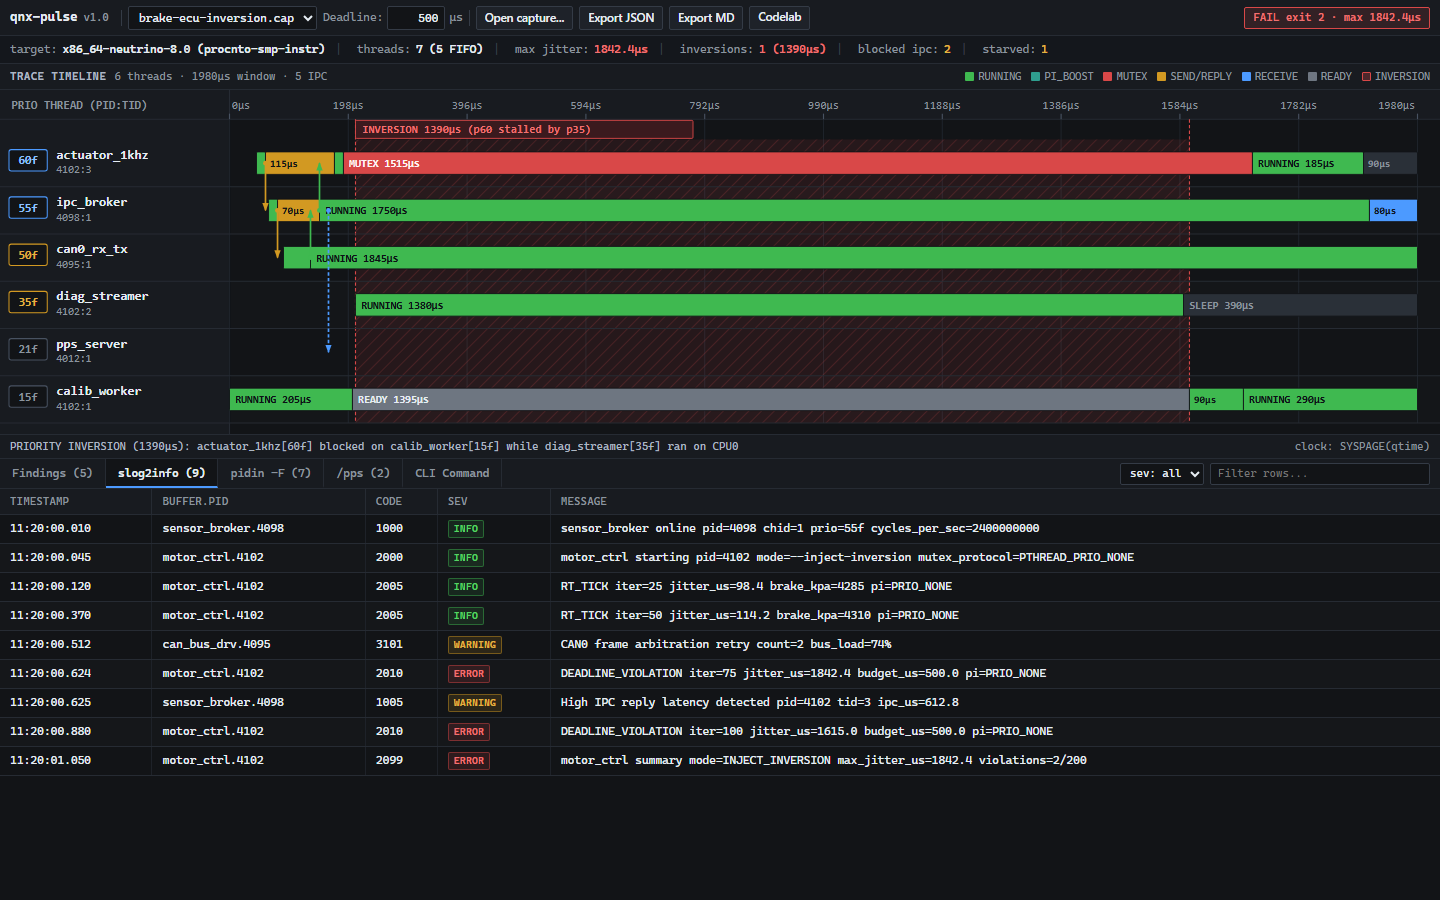 qnx-pulse v1.0 brake-ecu-inversion.cap Deadline: 500 µs Open capture... Export JSON Export MD Codelab FAIL exit 2 · max 1842.4µs
target: x86_64-neutrino-8.0 (procnto-smp-instr) threads: 7 (5 FIFO) max jitter: 1842.4µs inversions: 1 (1390µs) blocked ipc: 2 starved: 1
TRACE TIMELINE 6 threads · 1980µs window · 5 IPC RUNNING PI_BOOST MUTEX SEND/REPLY RECEIVE READY INVERSION
PRIO THREAD (PID:TID) 0µs 198µs 396µs 594µs 792µs 990µs 1188µs 1386µs 1584µs 1782µs 1980µs
INVERSION 1390µs (p60 stalled by p35)
60f actuator_1khz 115µs MUTEX 1515µs RUNNING 185µs 90µs
4102:3
55f ipc_broker 70µs RUNNING 1750µs 80µs
4098:1
50f can0_rx_tx RUNNING 1845µs
4095:1
35f diag_streamer RUNNING 1380µs SLEEP 390µs
4102:2
21f pps_server
4012:1
15f calib_worker RUNNING 205µs READY 1395µs 90µs RUNNING 290µs
4102:1
PRIORITY INVERSION (1390µs): actuator_1khz[60f] blocked on calib_worker[15f] while diag_streamer[35f] ran on CPU0 clock: SYSPAGE(qtime)
Findings (5) slog2info (9) pidin -F (7) /pps (2) CLI Command sev: all Filter rows...
TIMESTAMP BUFFER.PID CODE SEV MESSAGE
11:20:00.010 sensor_broker.4098 1000 INFO sensor_broker online pid=4098 chid=1 prio=55f cycles_per_sec=2400000000
11:20:00.045 motor_ctrl.4102 2000 INFO motor_ctrl starting pid=4102 mode=--inject-inversion mutex_protocol=PTHREAD_PRIO_NONE
11:20:00.120 motor_ctrl.4102 2005 INFO RT_TICK iter=25 jitter_us=98.4 brake_kpa=4285 pi=PRIO_NONE
11:20:00.370 motor_ctrl.4102 2005 INFO RT_TICK iter=50 jitter_us=114.2 brake_kpa=4310 pi=PRIO_NONE
11:20:00.512 can_bus_drv.4095 3101 WARNING CAN0 frame arbitration retry count=2 bus_load=74%
11:20:00.624 motor_ctrl.4102 2010 ERROR DEADLINE_VIOLATION iter=75 jitter_us=1842.4 budget_us=500.0 pi=PRIO_NONE
11:20:00.625 sensor_broker.4098 1005 WARNING High IPC reply latency detected pid=4102 tid=3 ipc_us=612.8
11:20:00.880 motor_ctrl.4102 2010 ERROR DEADLINE_VIOLATION iter=100 jitter_us=1615.0 budget_us=500.0 pi=PRIO_NONE
11:20:01.050 motor_ctrl.4102 2099 ERROR motor_ctrl summary mode=INJECT_INVERSION max_jitter_us=1842.4 violations=2/200